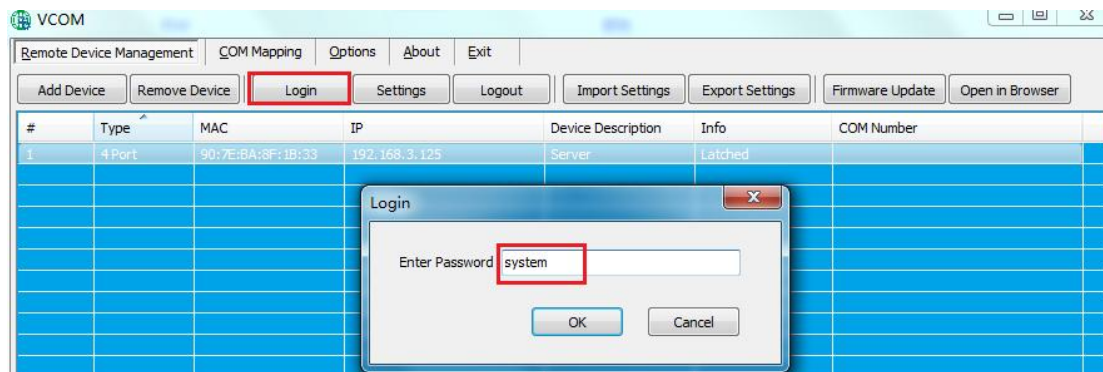 VCOM
Remote Device Management COM Mapping Options About Exit
Add Device Remove Device Login Settings Logout Import Settings Export Settings Firmware Update Open in Browser
# Type MAC IP Device Description Info COM Number
1 4 Port 90:7E:BA:8F:1B:33 192.168.3.125 Server Latched
Login
Enter Password system
OK Cancel